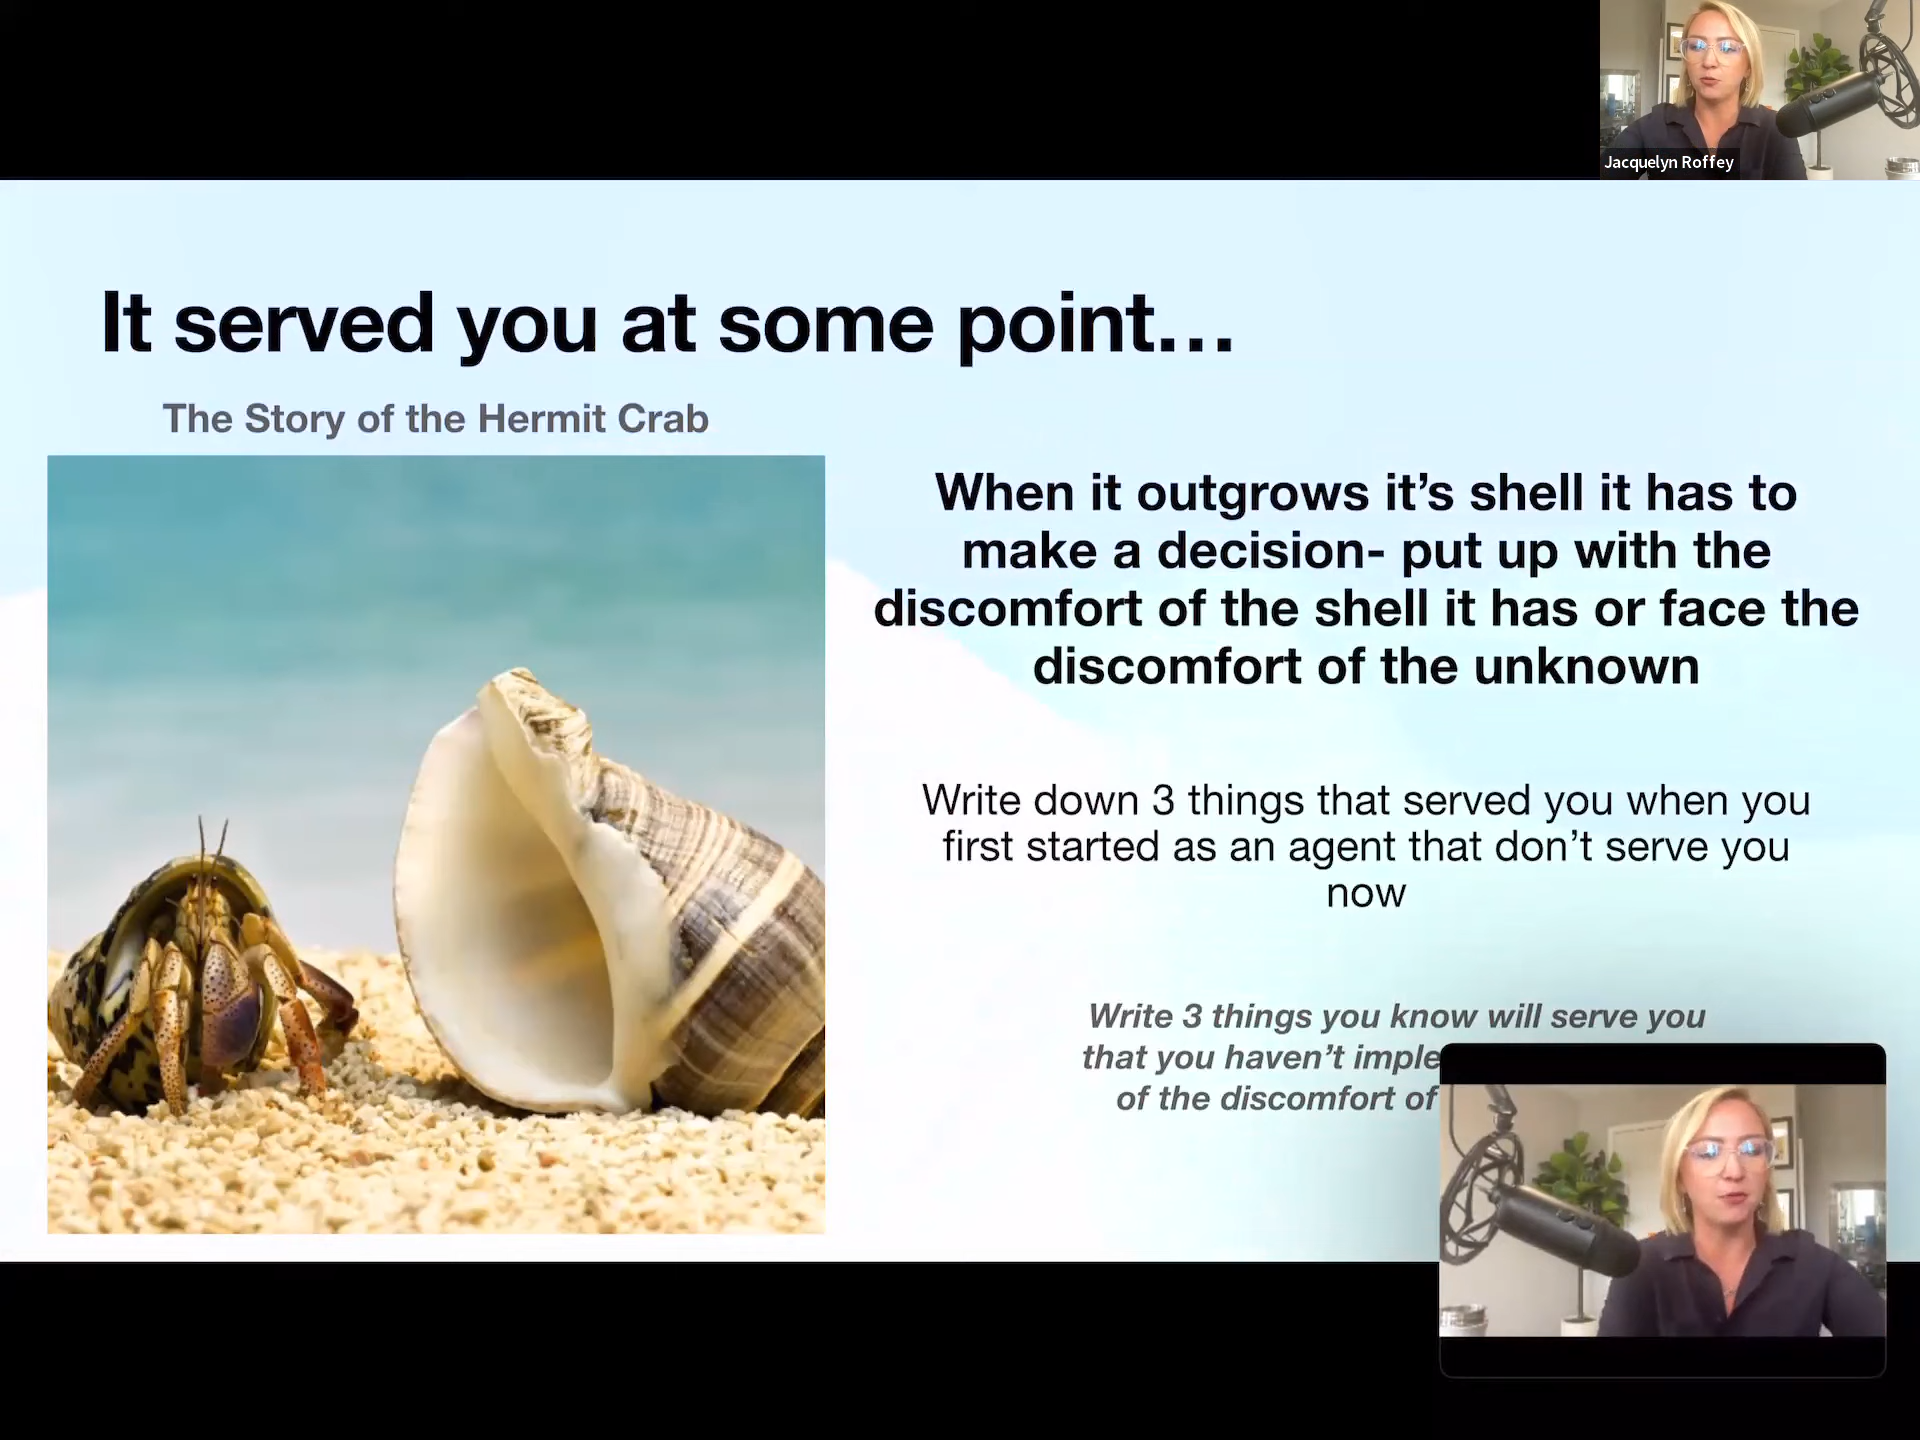 Jacquelyn Roffey
It served you at some point…
The Story of the Hermit Crab
When it outgrows it’s shell it has to
make a decision- put up with the
discomfort of the shell it has or face the
discomfort of the unknown
Write down 3 things that served you when you
first started as an agent that don’t serve you
now
Write 3 things you know will serve you
that you haven’t
of the discomfort of